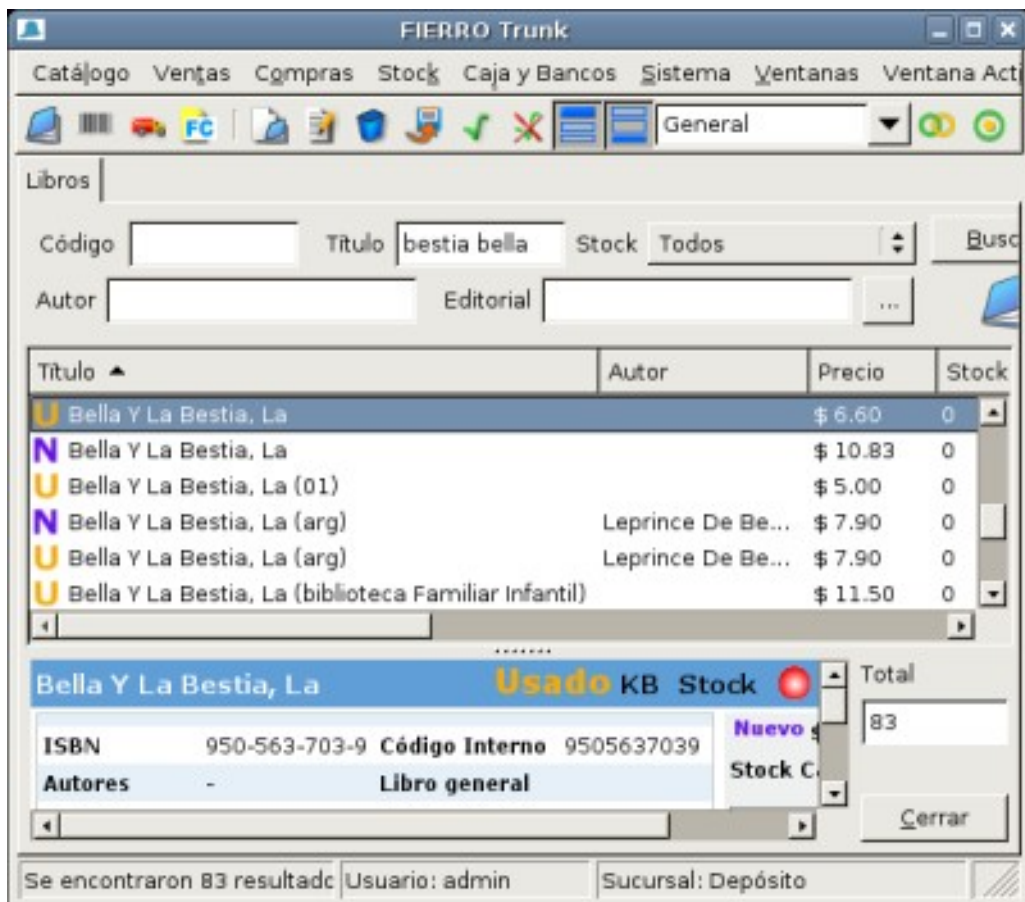 FIERRO Trunk
Catálogo Ventas Compras Stock Caja y Bancos Sistema Ventanas Ventana Acti
FC General
Libros
Código Título bestia bella Stock Todos Busc
Autor Editorial ...
Título Autor Precio Stock
U Bella Y La Bestia, La $ 6.60 0
N Bella Y La Bestia, La $ 10.83 0
U Bella Y La Bestia, La (01) $ 5.00 0
N Bella Y La Bestia, La (arg) Leprince De Be... $ 7.90 0
U Bella Y La Bestia, La (arg) Leprince De Be... $ 7.90 0
U Bella Y La Bestia, La (biblioteca Familiar Infantil) $ 11.50 0
Bella Y La Bestia, La Usado KB Stock Total
83
Nuevo
ISBN 950-563-703-9 Código Interno 9505637039
Stock C
Autores - Libro general
Cerrar
Se encontraron 83 resultado Usuario: admin Sucursal: Depósito